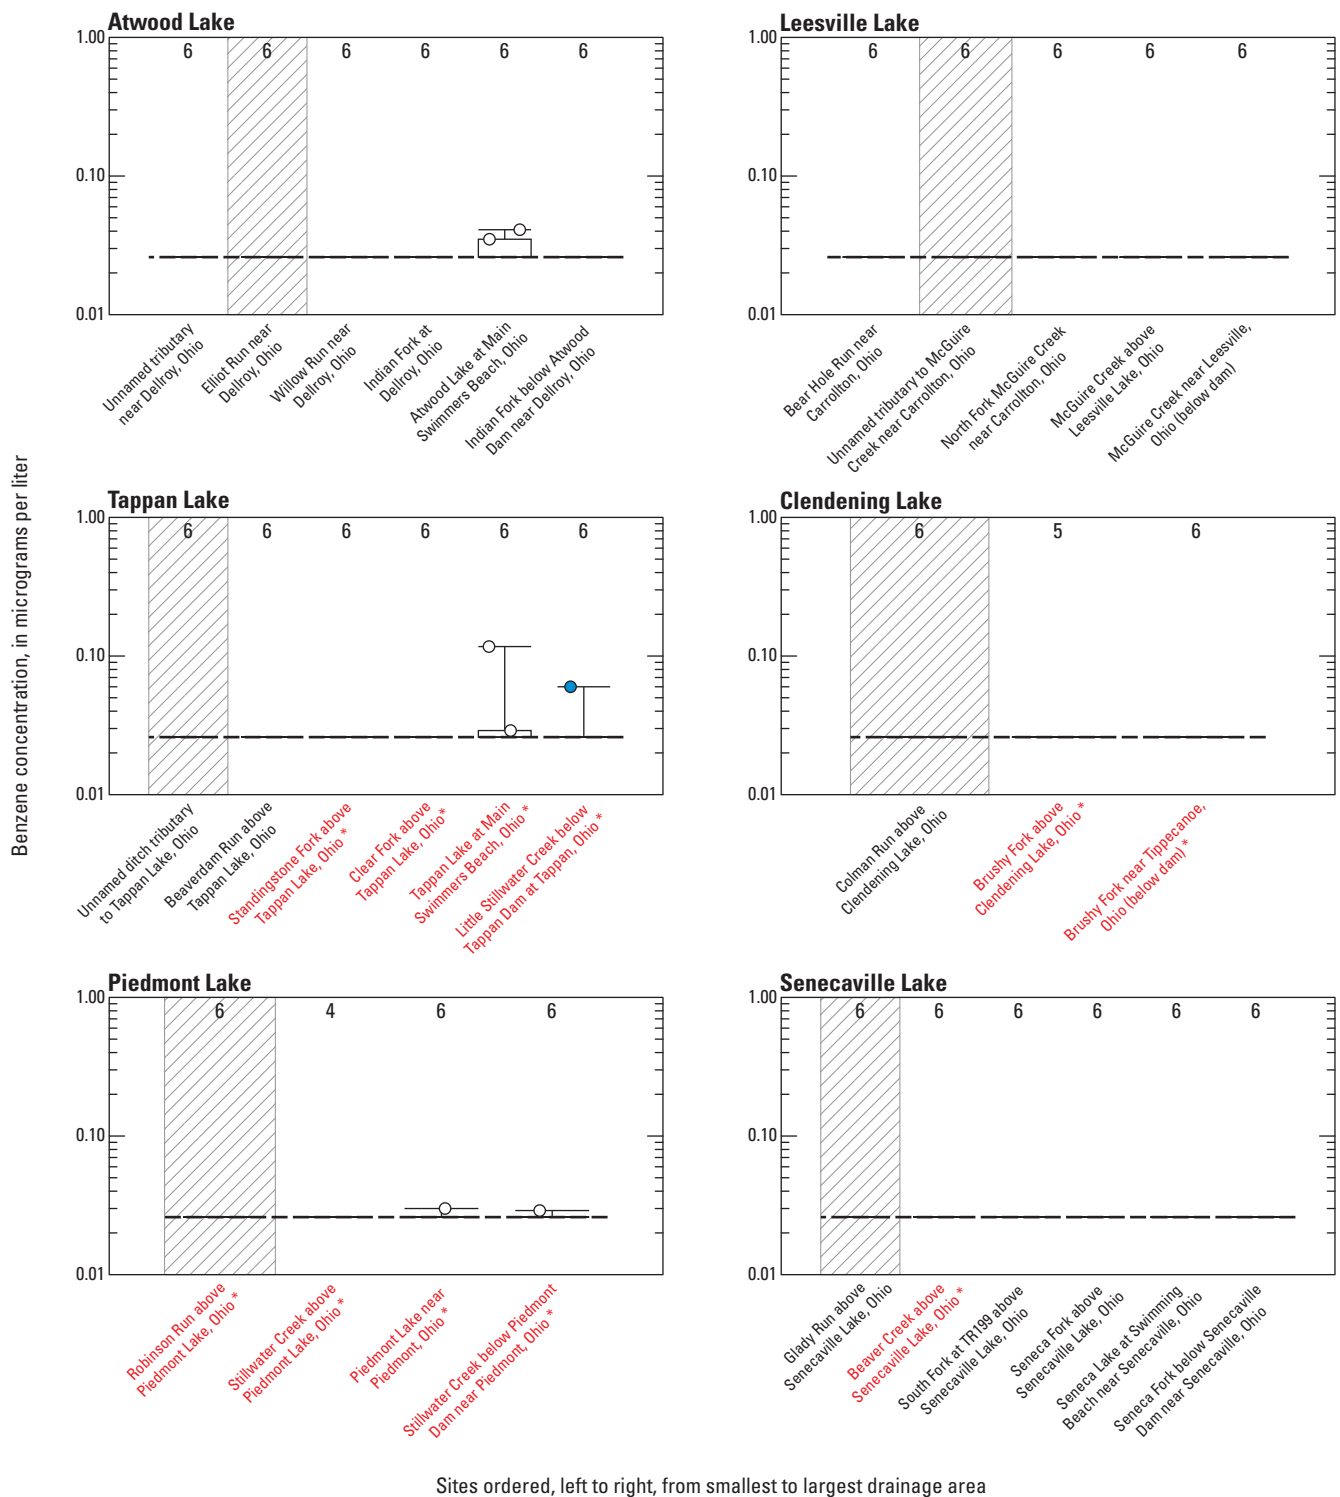 Benzene concentration, in micrograms per liter
Atwood Lake
1.00
0.10
0.01
6 6 6 6 6 6
Unnamed tributary
near Dellroy, Ohio
Elliot Run near
Dellroy, Ohio
Willow Run near
Dellroy, Ohio
Indian Fork at
Dellroy, Ohio
Atwood Lake at Main
Swimmers Beach, Ohio
Indian Fork below Atwood
Dam near Dellroy, Ohio
Leesville Lake
1.00
0.10
0.01
6 6 6 6 6
Bear Hole Run near
Carrollton, Ohio
Unnamed tributary to McGuire
Creek near Carrollton, Ohio
North Fork McGuire Creek
near Carrollton, Ohio
McGuire Creek above
Leesville Lake, Ohio
McGuire Creek near Leesville,
Ohio (below dam)
Tappan Lake
1.00
0.10
0.01
6 6 6 6 6 6
Unnamed ditch tributary
to Tappan Lake, Ohio
Beaverdam Run above
Tappan Lake, Ohio
Standingstone Fork above
Tappan Lake, Ohio *
Clear Fork above
Tappan Lake, Ohio*
Tappan Lake at Main
Swimmers Beach, Ohio *
Little Stillwater Creek below
Tappan Dam at Tappan, Ohio *
Clendening Lake
1.00
0.10
0.01
6 5 6
Colman Run above
Clendening Lake, Ohio
Brushy Fork above
Clendening Lake, Ohio *
Brushy Fork near Tippecanoe,
Ohio (below dam) *
Piedmont Lake
1.00
0.10
0.01
6 4 6 6
Robinson Run above
Piedmont Lake, Ohio *
Stillwater Creek above
Piedmont Lake, Ohio *
Piedmont Lake near
Piedmont, Ohio *
Stillwater Creek below Piedmont
Dam near Piedmont, Ohio *
Senecaville Lake
1.00
0.10
0.01
6 6 6 6 6 6
Glady Run above
Senecaville Lake, Ohio
Beaver Creek above
Senecaville Lake, Ohio *
South Fork at TR199 above
Senecaville Lake, Ohio
Seneca Fork above
Senecaville Lake, Ohio
Seneca Lake at Swimming
Beach near Senecaville, Ohio
Seneca Fork below Senecaville
Dam near Senecaville, Ohio
Sites ordered, left to right, from smallest to largest drainage area